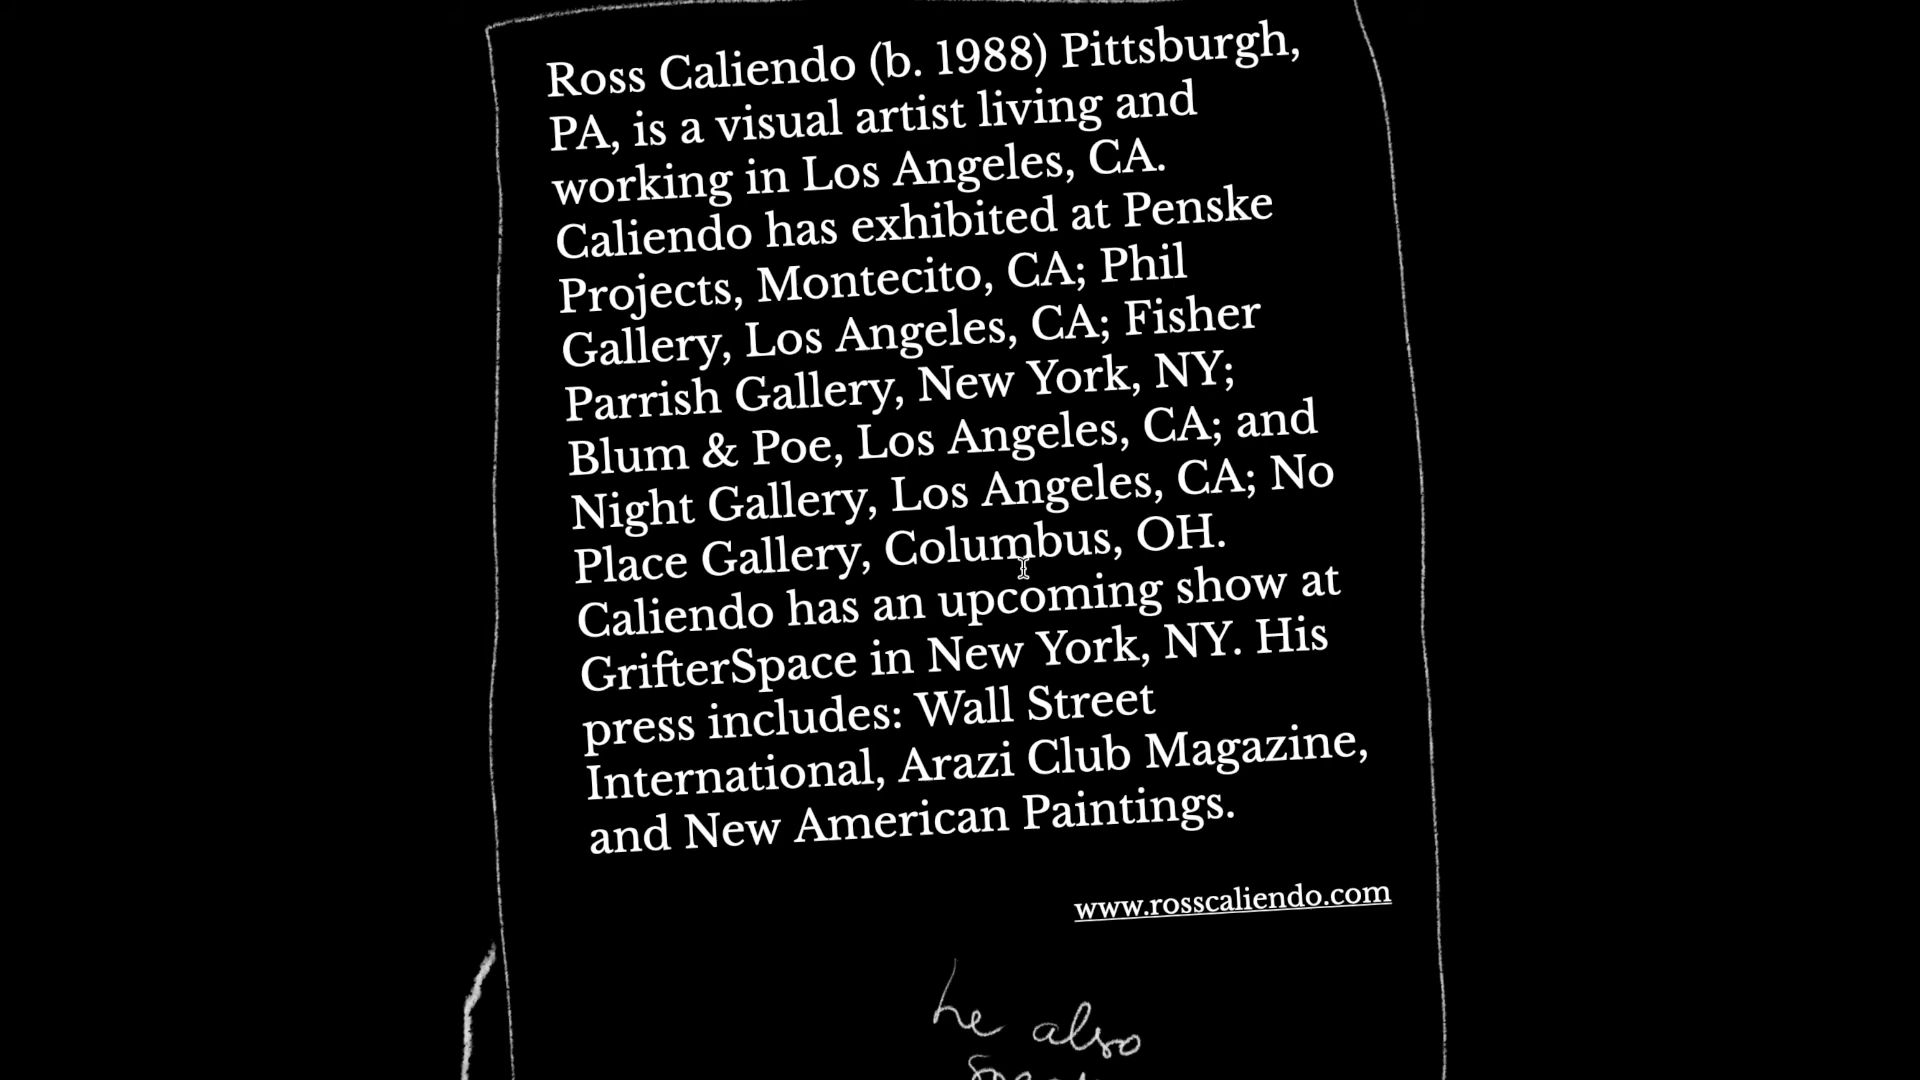 Ross Caliendo (b. 1988) Pittsburgh,
PA, is a visual artist living and
working in Los Angeles, CA.
Caliendo has exhibited at Penske
Projects, Montecito, CA; Phil
Gallery, Los Angeles, CA; Fisher
Parrish Gallery, New York, NY;
Blum & Poe, Los Angeles, CA; and
Night Gallery, Los Angeles, CA; No
Place Gallery, Columbus, OH.
Caliendo has an upcoming show at
GrifterSpace in New York, NY. His
press includes: Wall Street
International, Arazi Club Magazine,
and New American Paintings.
www.rosscaliendo.com
he also